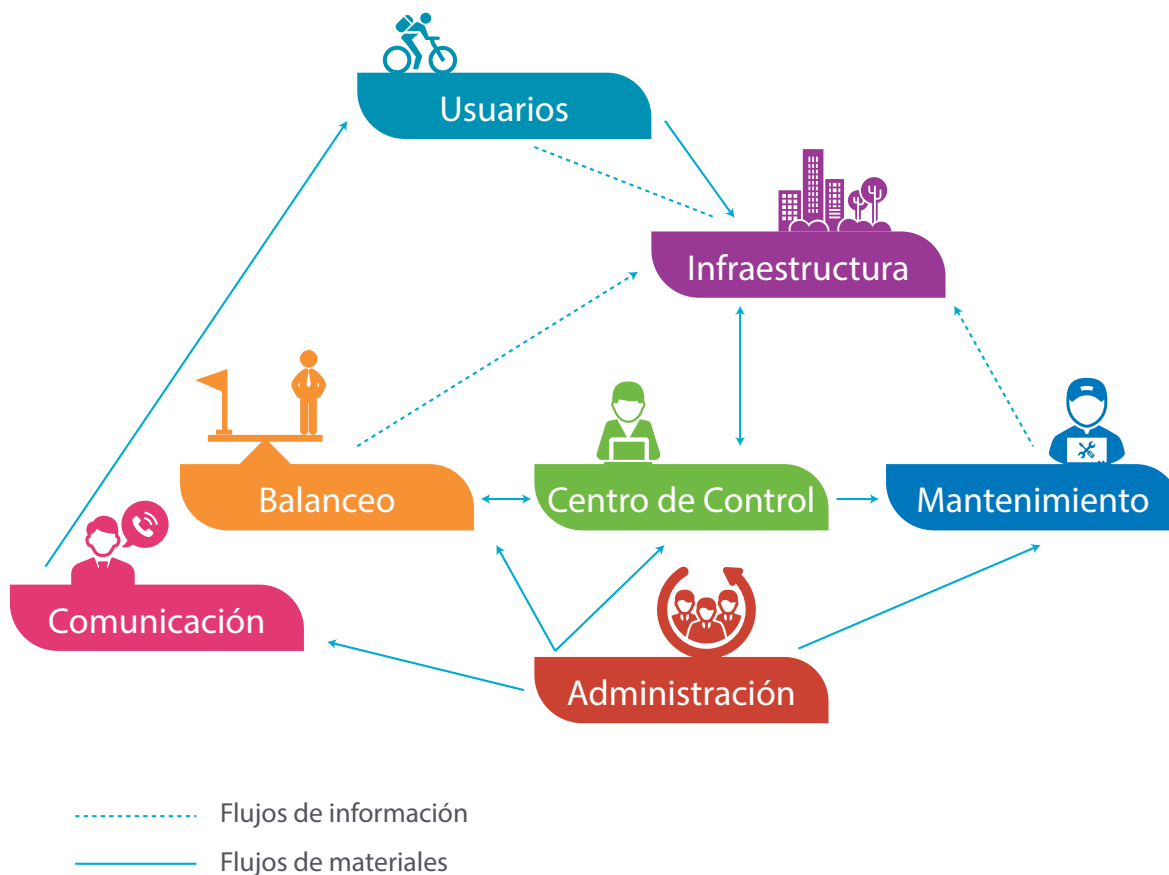 Usuarios
Infraestructura
Balanceo
Centro de Control
Mantenimiento
Comunicación
Administración
Flujos de información
Flujos de materiales